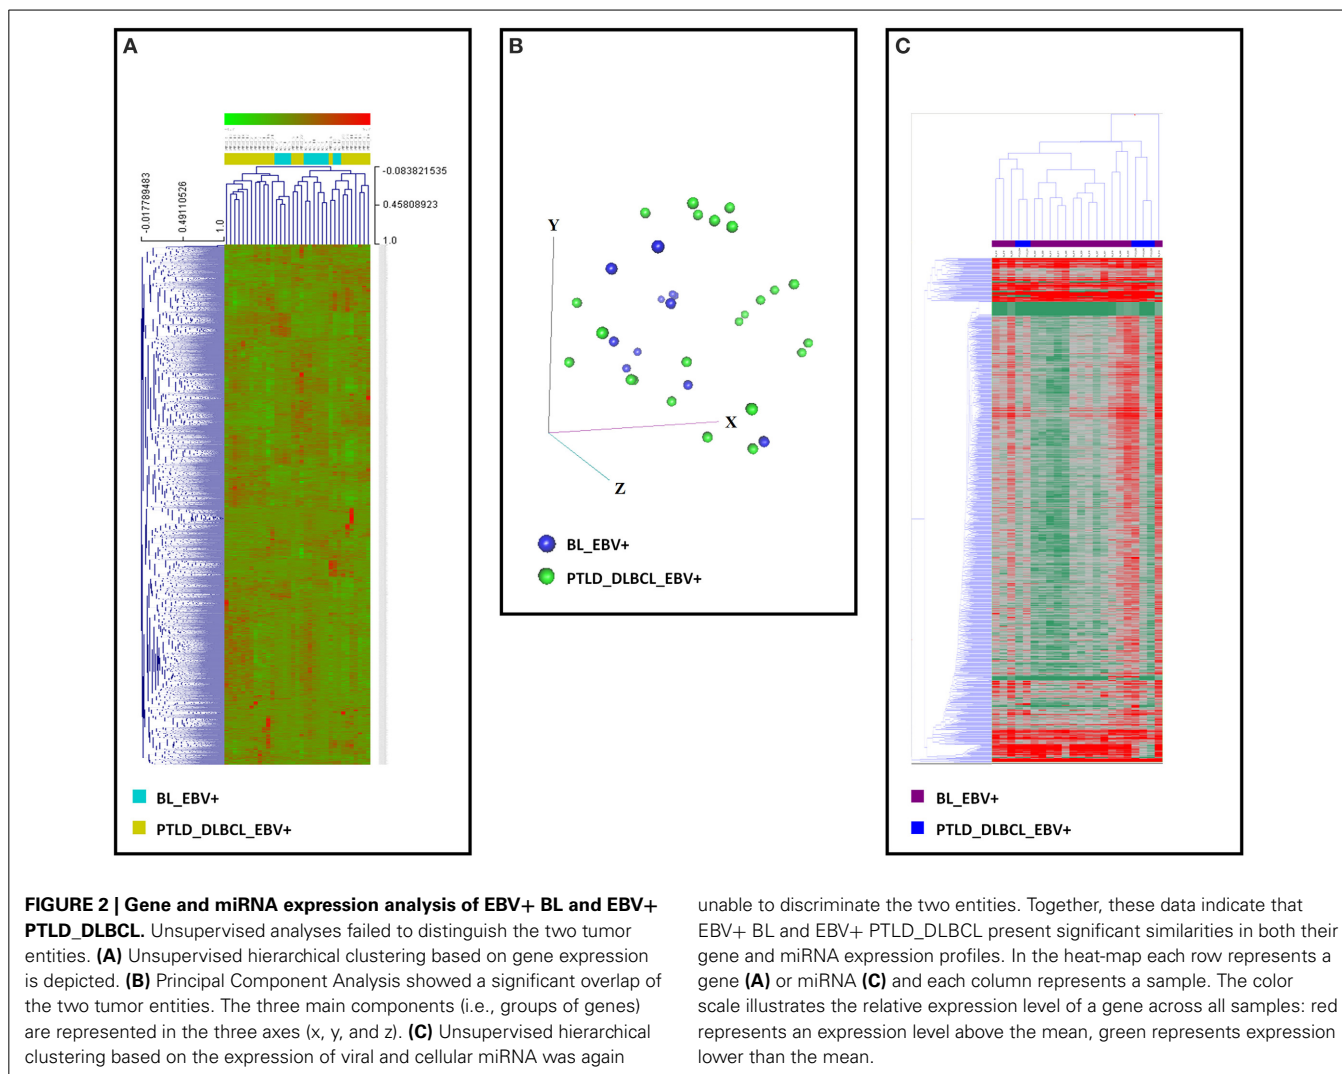 A
-0.017789483
0.49110526
1.0
-0.083821535
0.45808923
1.0
BL_EBV+
PTLD_DLBCL_EBV+
B
Y
X
Z
BL_EBV+
PTLD_DLBCL_EBV+
C
BL_EBV+
PTLD_DLBCL_EBV+
FIGURE 2 | Gene and miRNA expression analysis of EBV+ BL and EBV+
PTLD_DLBCL. Unsupervised analyses failed to distinguish the two tumor
entities. (A) Unsupervised hierarchical clustering based on gene expression
is depicted. (B) Principal Component Analysis showed a significant overlap of
the two tumor entities. The three main components (i.e., groups of genes)
are represented in the three axes (x, y, and z). (C) Unsupervised hierarchical
clustering based on the expression of viral and cellular miRNA was again
unable to discriminate the two entities. Together, these data indicate that
EBV+ BL and EBV+ PTLD_DLBCL present significant similarities in both their
gene and miRNA expression profiles. In the heat-map each row represents a
gene (A) or miRNA (C) and each column represents a sample. The color
scale illustrates the relative expression level of a gene across all samples: red
represents an expression level above the mean, green represents expression
lower than the mean.